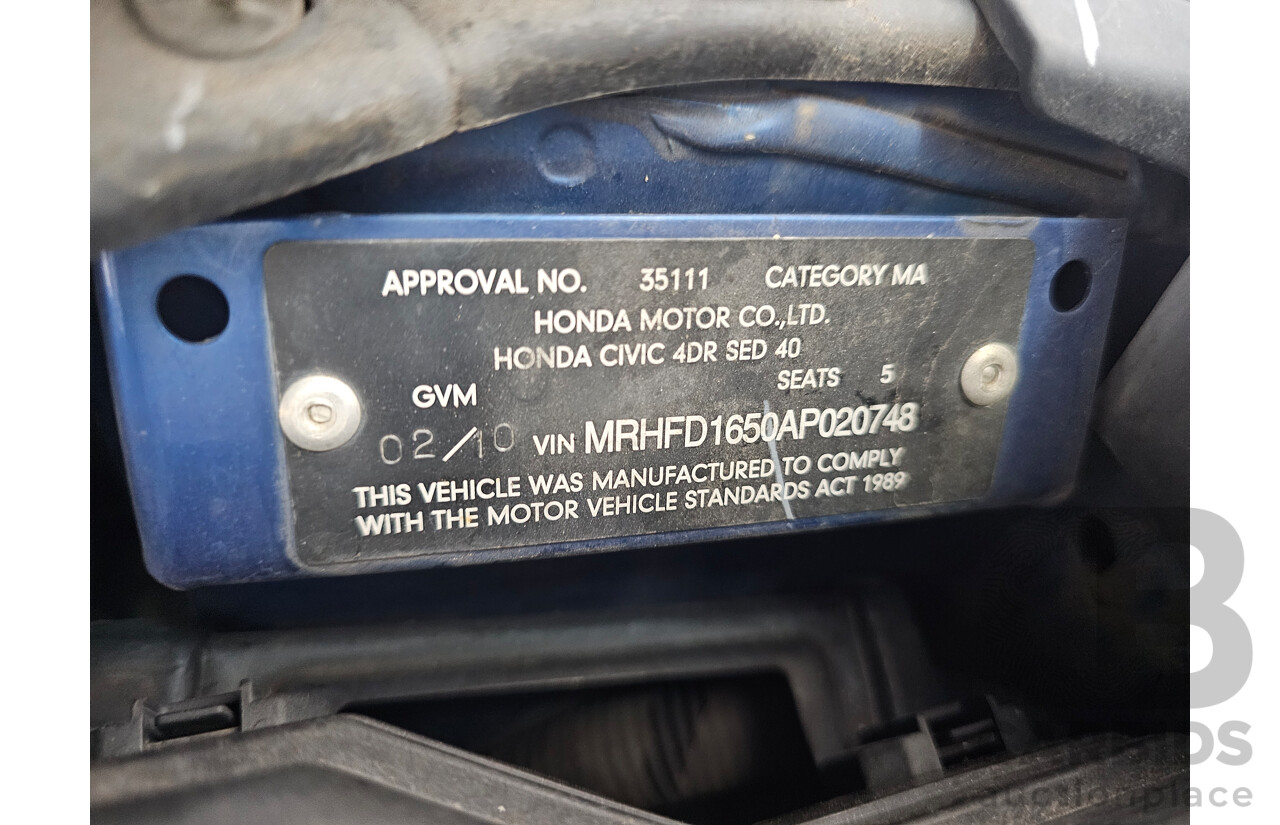 APPROVAL NO. 35111 CATEGORY MA
HONDA MOTOR CO.,LTD.
HONDA CIVIC 4DR SED 40
SEATS 5
GVM
02/10 VIN MRHFD1650AP020748
THIS VEHICLE WAS MANUFACTURED TO COMPLY
WITH THE MOTOR VEHICLE STANDARDS ACT 1989